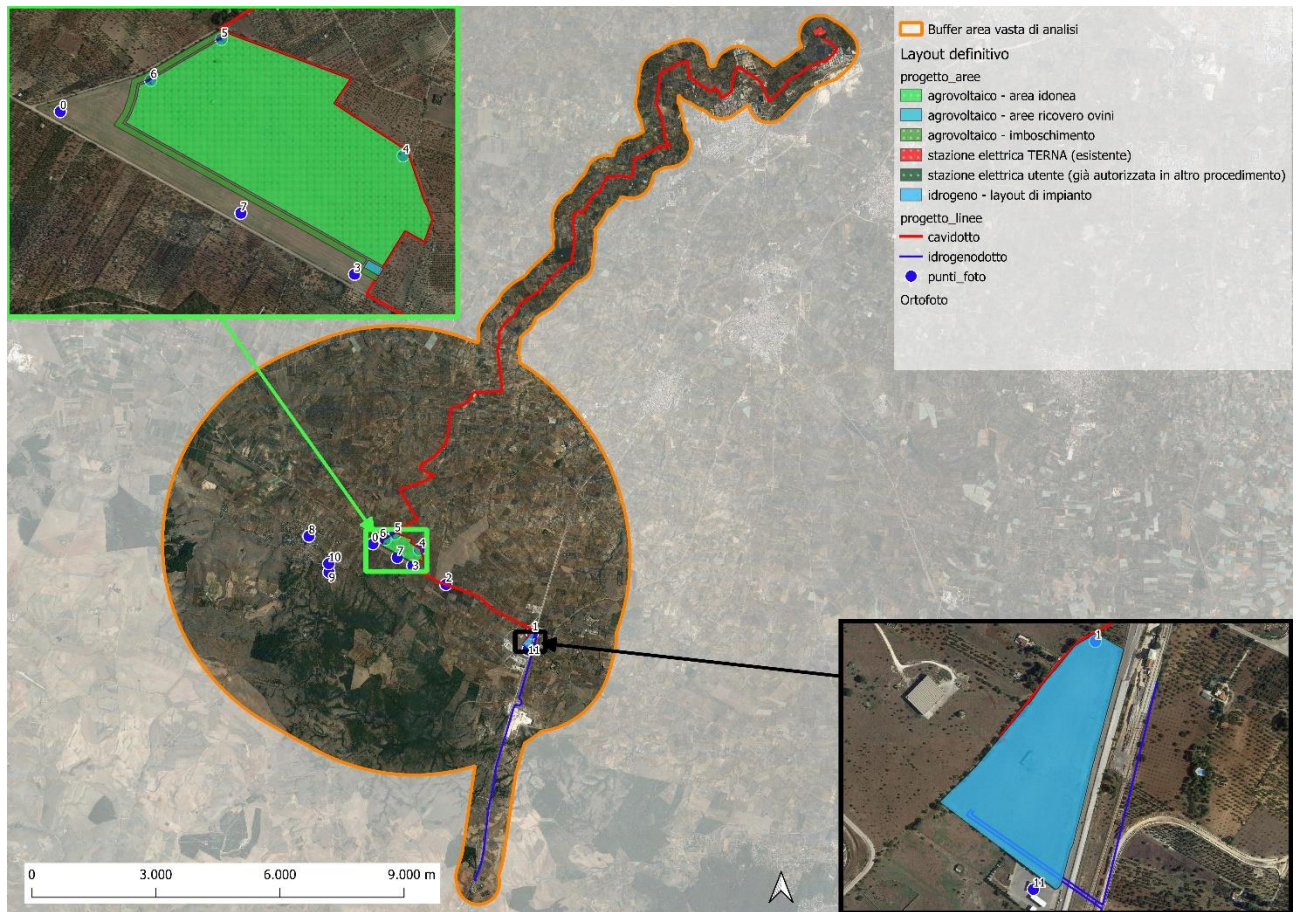 5
6
0
4
7
3
Buffer area vasta di analisi
Layout definitivo
progetto_aree
agrovoltaico - area idonea
agrovoltaico - aree ricovero ovini
agrovoltaico - imboschimento
stazione elettrica TERNA (esistente)
stazione elettrica utente (già autorizzata in altro procedimento)
idrogeno - layout di impianto
progetto_linee
cavidotto
idrogenodotto
punti_foto
Ortofoto
8
10
9
0
6
5
4
7
3
2
1
11
1
11
0 3.000 6.000 9.000 m